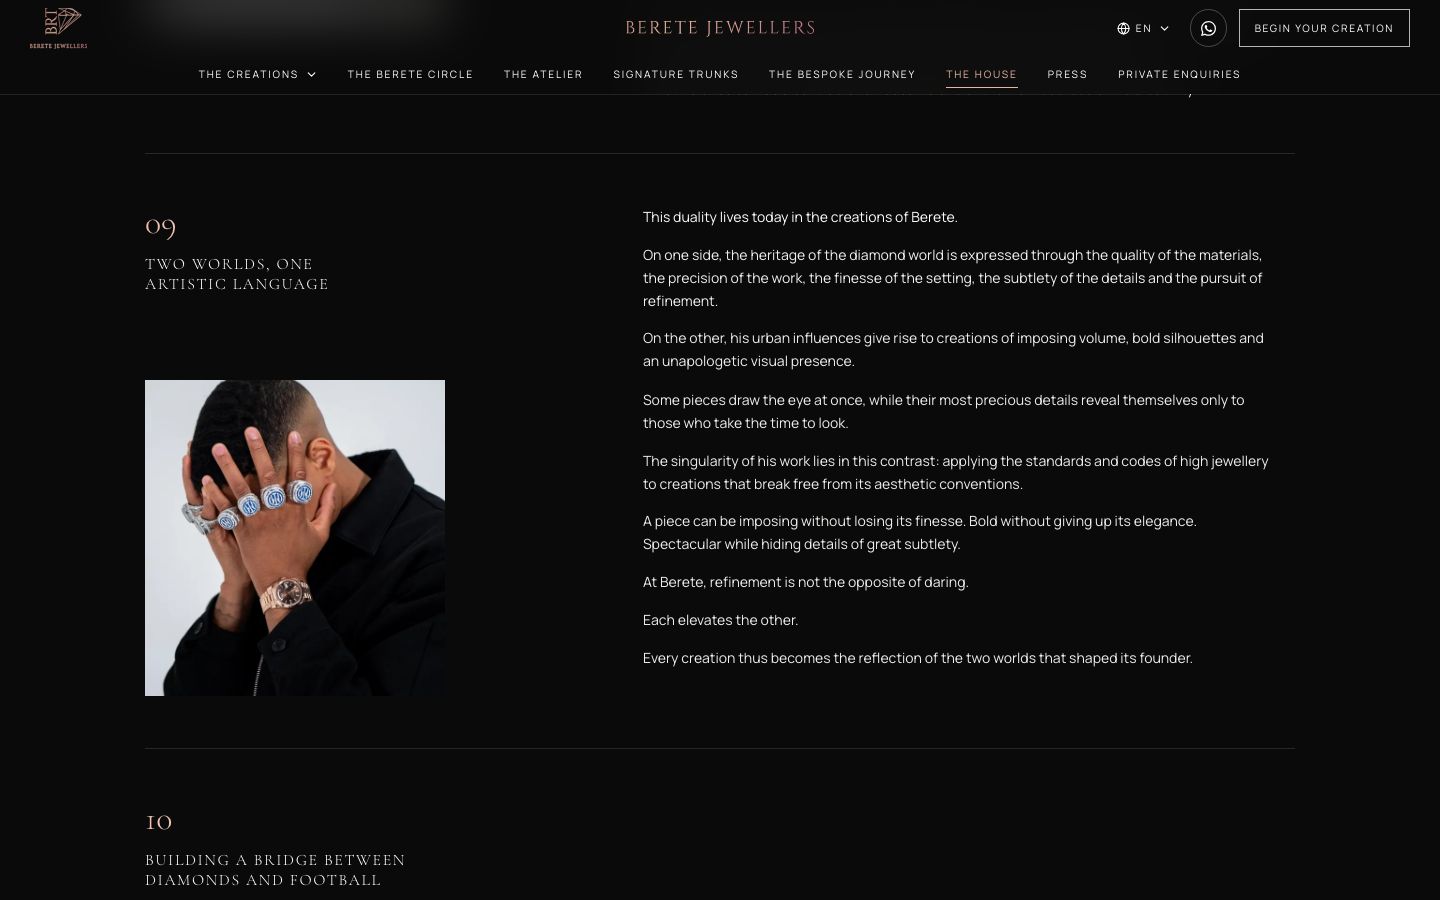 BRT
BERETE JEWELLERS
BERETE JEWELLERS
EN
BEGIN YOUR CREATION
THE CREATIONS
THE BERETE CIRCLE
THE ATELIER
SIGNATURE TRUNKS
THE BESPOKE JOURNEY
THE HOUSE
PRESS
PRIVATE ENQUIRIES
09
TWO WORLDS, ONE
ARTISTIC LANGUAGE
This duality lives today in the creations of Berete.
On one side, the heritage of the diamond world is expressed through the quality of the materials,
the precision of the work, the finesse of the setting, the subtlety of the details and the pursuit of
refinement.
On the other, his urban influences give rise to creations of imposing volume, bold silhouettes and
an unapologetic visual presence.
Some pieces draw the eye at once, while their most precious details reveal themselves only to
those who take the time to look.
The singularity of his work lies in this contrast: applying the standards and codes of high jewellery
to creations that break free from its aesthetic conventions.
A piece can be imposing without losing its finesse. Bold without giving up its elegance.
Spectacular while hiding details of great subtlety.
At Berete, refinement is not the opposite of daring.
Each elevates the other.
Every creation thus becomes the reflection of the two worlds that shaped its founder.
10
BUILDING A BRIDGE BETWEEN
DIAMONDS AND FOOTBALL